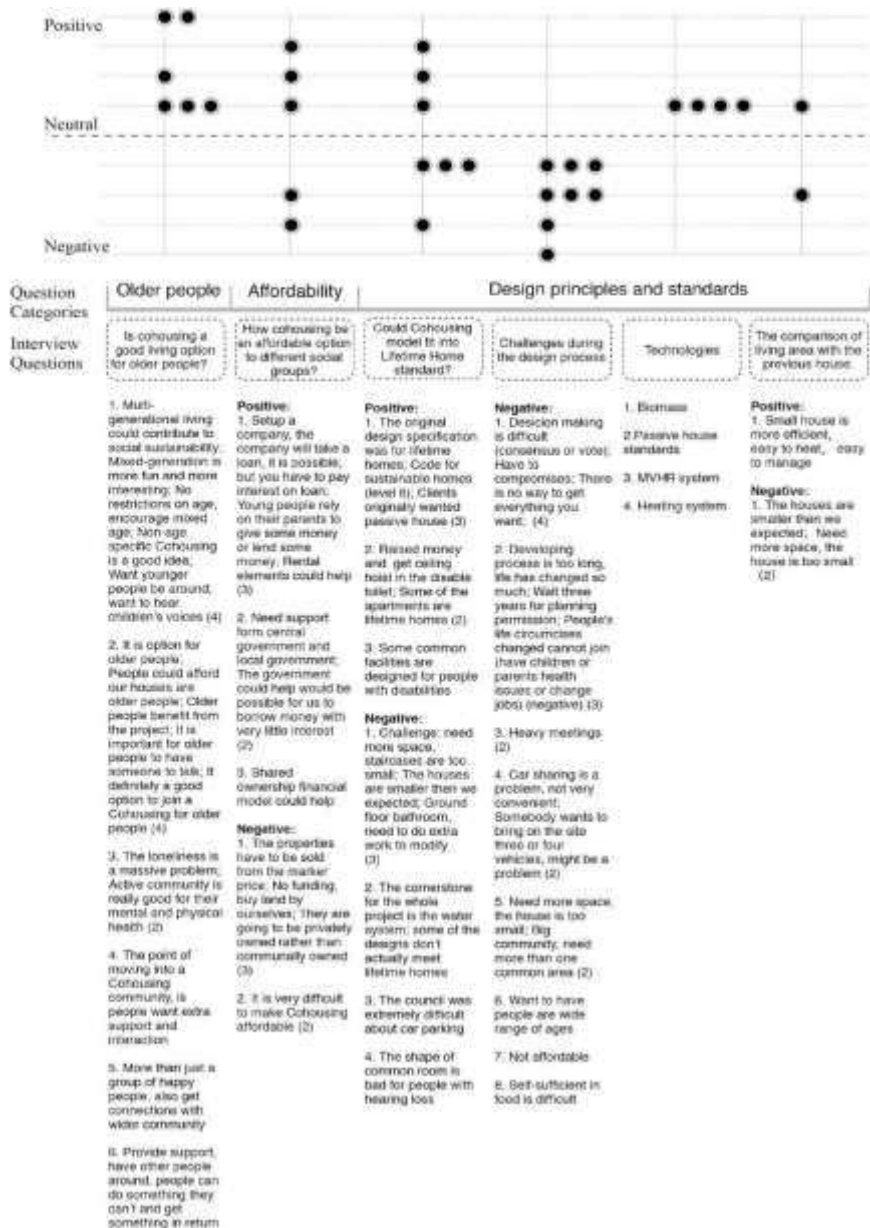 Positive
Neutral
Negative
Question
Categories
Older people
Affordability
Design principles and standards
Interview
Questions
Is cohousing a
good living option
for older people?
How cohousing be
an affordable option
to different social
groups?
Could Cohousing
model fit into
Lifetime Home
standard?
Challenges during
the design process
Technologies
The comparison of
living area with the
previous house
1. Multi-
generational living
could contribute to
social sustainability;
Mixed-generation is
more fun and more
interesting; No
restrictions on age,
encourage mixed
age; Non-age
specific Cohousing
is a good idea;
Want younger
people be around,
want to hear
children's voices (4)
2. It is option for
older people;
People could afford
our houses are
older people; Older
people benefit from
the project; It is
important for older
people to have
someone to talk; It
definitely a good
option to join a
Cohousing for older
people (4)
3. The loneliness is
a massive problem;
Active community is
really good for their
mental and physical
health (2)
4. The point of
moving into a
Cohousing
community, is
people want extra
support and
interaction
5. More than just a
group of happy
people, also get
connections with
wider community
6. Provide support,
have other people
around, people can
do something they
can't and get
something in return
Positive:
1. Setup a
company, the
company will take a
loan, it is possible,
but you have to pay
interest on loan;
Young people rely
on their parents to
give some money
or lend some
money; Rental
elements could help
(3)
2. Need support
form central
government and
local government;
The government
could help would be
possible for us to
borrow money with
very little interest
(2)
3. Shared
ownership financial
model could help
Negative:
1. The properties
have to be sold
from the marker
price; No funding,
buy land by
ourselves; They are
going to be privately
owned rather than
communally owned
(3)
2. It is very difficult
to make Cohousing
affordable (2)
Positive:
1. The original
design specification
was for lifetime
homes; Code for
sustainable homes
(level 6); Clients
originally wanted
passive house (3)
2. Raised money
and get ceiling
hoist in the disable
toilet; Some of the
apartments are
lifetime homes (2)
3. Some common
facilities are
designed for people
with disabilities
Negative:
1. Challenge: need
more space,
staircases are too
small; The houses
are smaller then we
expected; Ground
floor bathroom,
need to do extra
work to modify
(3)
2. The cornerstone
for the whole
project is the water
system; some of the
designs don't
actually meet
lifetime homes
3. The council was
extremely difficult
about car parking
4. The shape of
common room is
bad for people with
hearing loss
Negative:
1. Desicion making
is difficult
(consensus or vote);
Have to
compromises; There
is no way to get
everything you
want; (4)
2. Developing
process is too long,
life has changed so
much; Wait three
years for planning
permission; People's
life circumcises
changed cannot join
(have children or
parents health
issues or change
jobs) (negative) (3)
3. Heavy meetings
(2)
4. Car sharing is a
problem, not very
convenient;
Somebody wants to
bring on the site
three or four
vehicles, might be a
problem (2)
5. Need more space,
the house is too
small; Big
community, need
more than one
common area (2)
6. Want to have
people are wide
range of ages
7. Not affordable
8. Self-sufficient in
food is difficult
1. Biomass
2.Passive house
standards
3. MVHR system
4. Heating system
Positive:
1. Small house is
more efficient,
easy to heat, easy
to manage
Negative:
1. The houses are
smaller then we
expected; Need
more space, the
house is too small
(2)